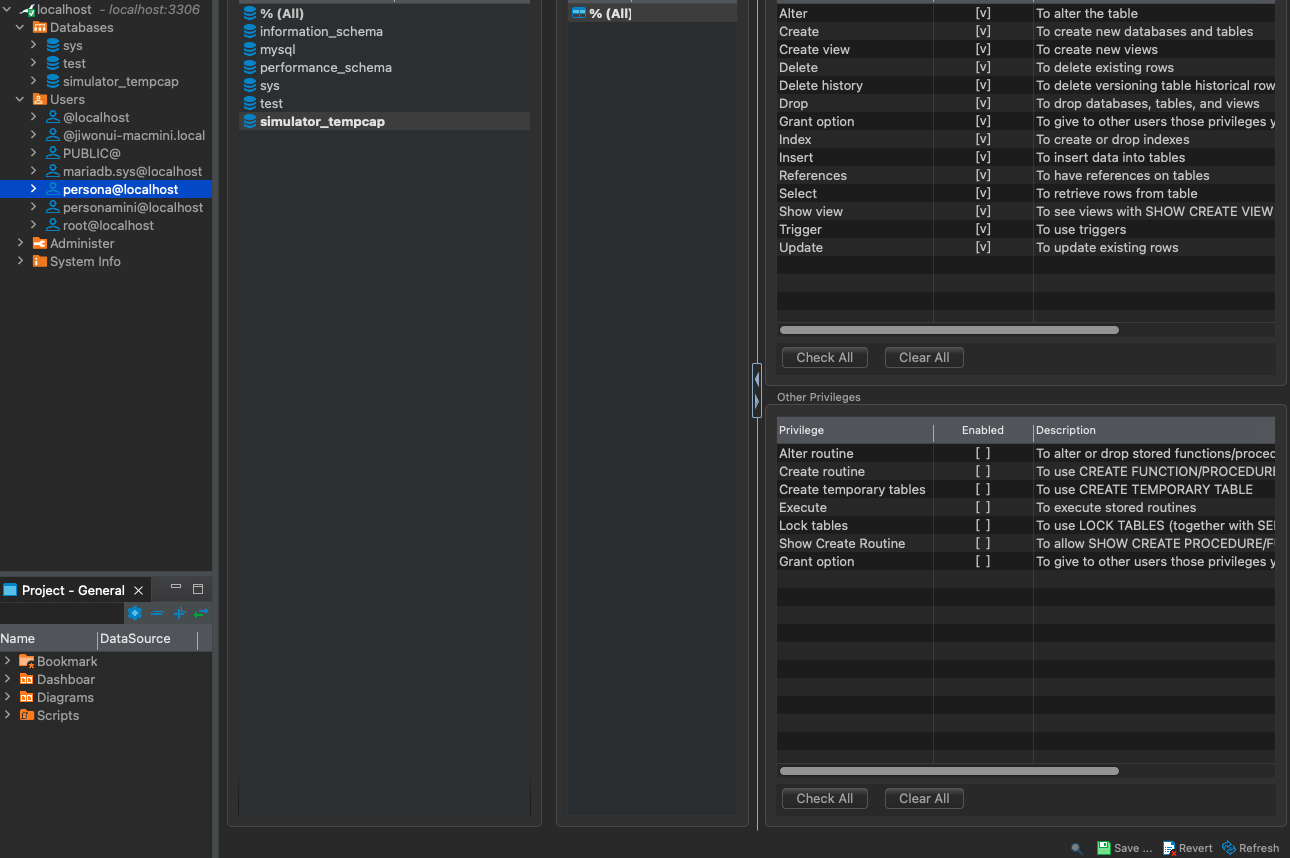 localhost - localhost:3306
Databases
sys
test
simulator_tempcap
Users
@localhost
@jiwonui-macmini.local
PUBLIC@
mariadb.sys@localhost
persona@localhost
personamini@localhost
root@localhost
Administer
System Info
Project - General
Name DataSource
Bookmark
Dashboar
Diagrams
Scripts
% (All)
information_schema
mysql
performance_schema
sys
test
simulator_tempcap
% (All)
Alter [v] To alter the table
Create [v] To create new databases and tables
Create view [v] To create new views
Delete [v] To delete existing rows
Delete history [v] To delete versioning table historical row
Drop [v] To drop databases, tables, and views
Grant option [v] To give to other users those privileges y
Index [v] To create or drop indexes
Insert [v] To insert data into tables
References [v] To have references on tables
Select [v] To retrieve rows from table
Show view [v] To see views with SHOW CREATE VIEW
Trigger [v] To use triggers
Update [v] To update existing rows
Check All Clear All
Other Privileges
Privilege Enabled Description
Alter routine [ ] To alter or drop stored functions/proced
Create routine [ ] To use CREATE FUNCTION/PROCEDURE
Create temporary tables [ ] To use CREATE TEMPORARY TABLE
Execute [ ] To execute stored routines
Lock tables [ ] To use LOCK TABLES (together with SEL
Show Create Routine [ ] To allow SHOW CREATE PROCEDURE/FU
Grant option [ ] To give to other users those privileges y
Check All Clear All
Save ... Revert Refresh